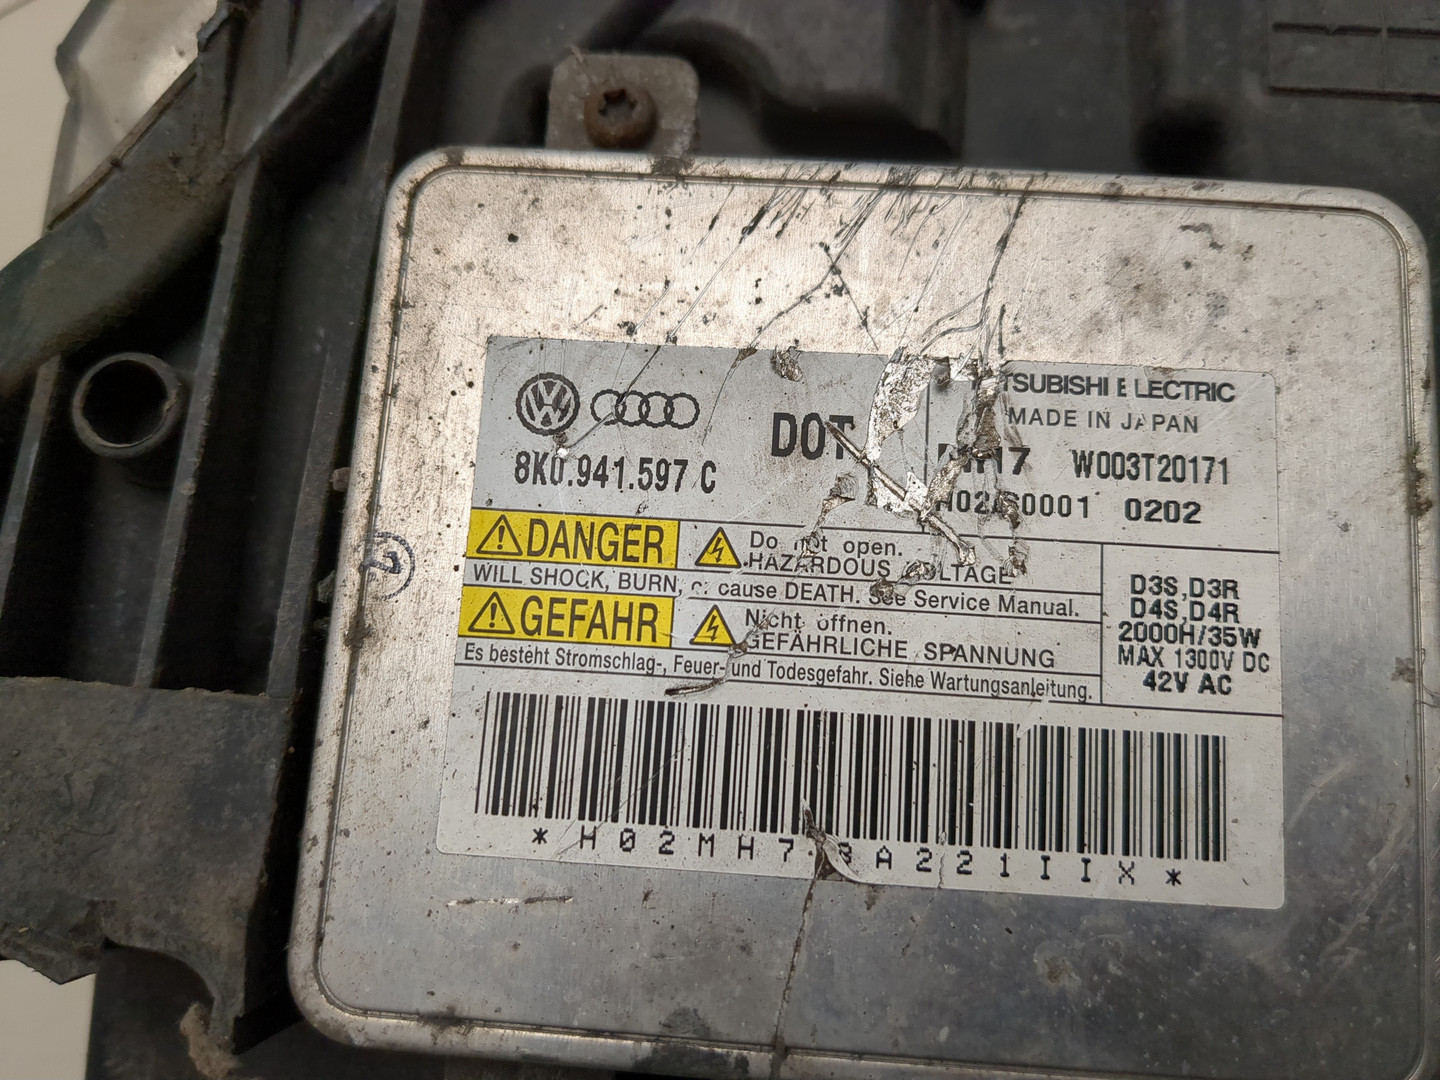 DOT
8K0.941.597 C
ELECTRIC
MADE IN JAPAN
W003T20171
0202
DANGER
Do not open.
HAZARDOUS VOLTAGE
WILL SHOCK, BURN, or cause DEATH. See Service Manual.
GEFAHR
Nicht öffnen.
GEFÄHRLICHE SPANNUNG
Es besteht Stromschlag-, Feuer- und Todesgefahr. Siehe Wartungsanleitung.
D3S,D3R
D4S,D4R
2000H/35W
MAX 1300V DC
42V AC